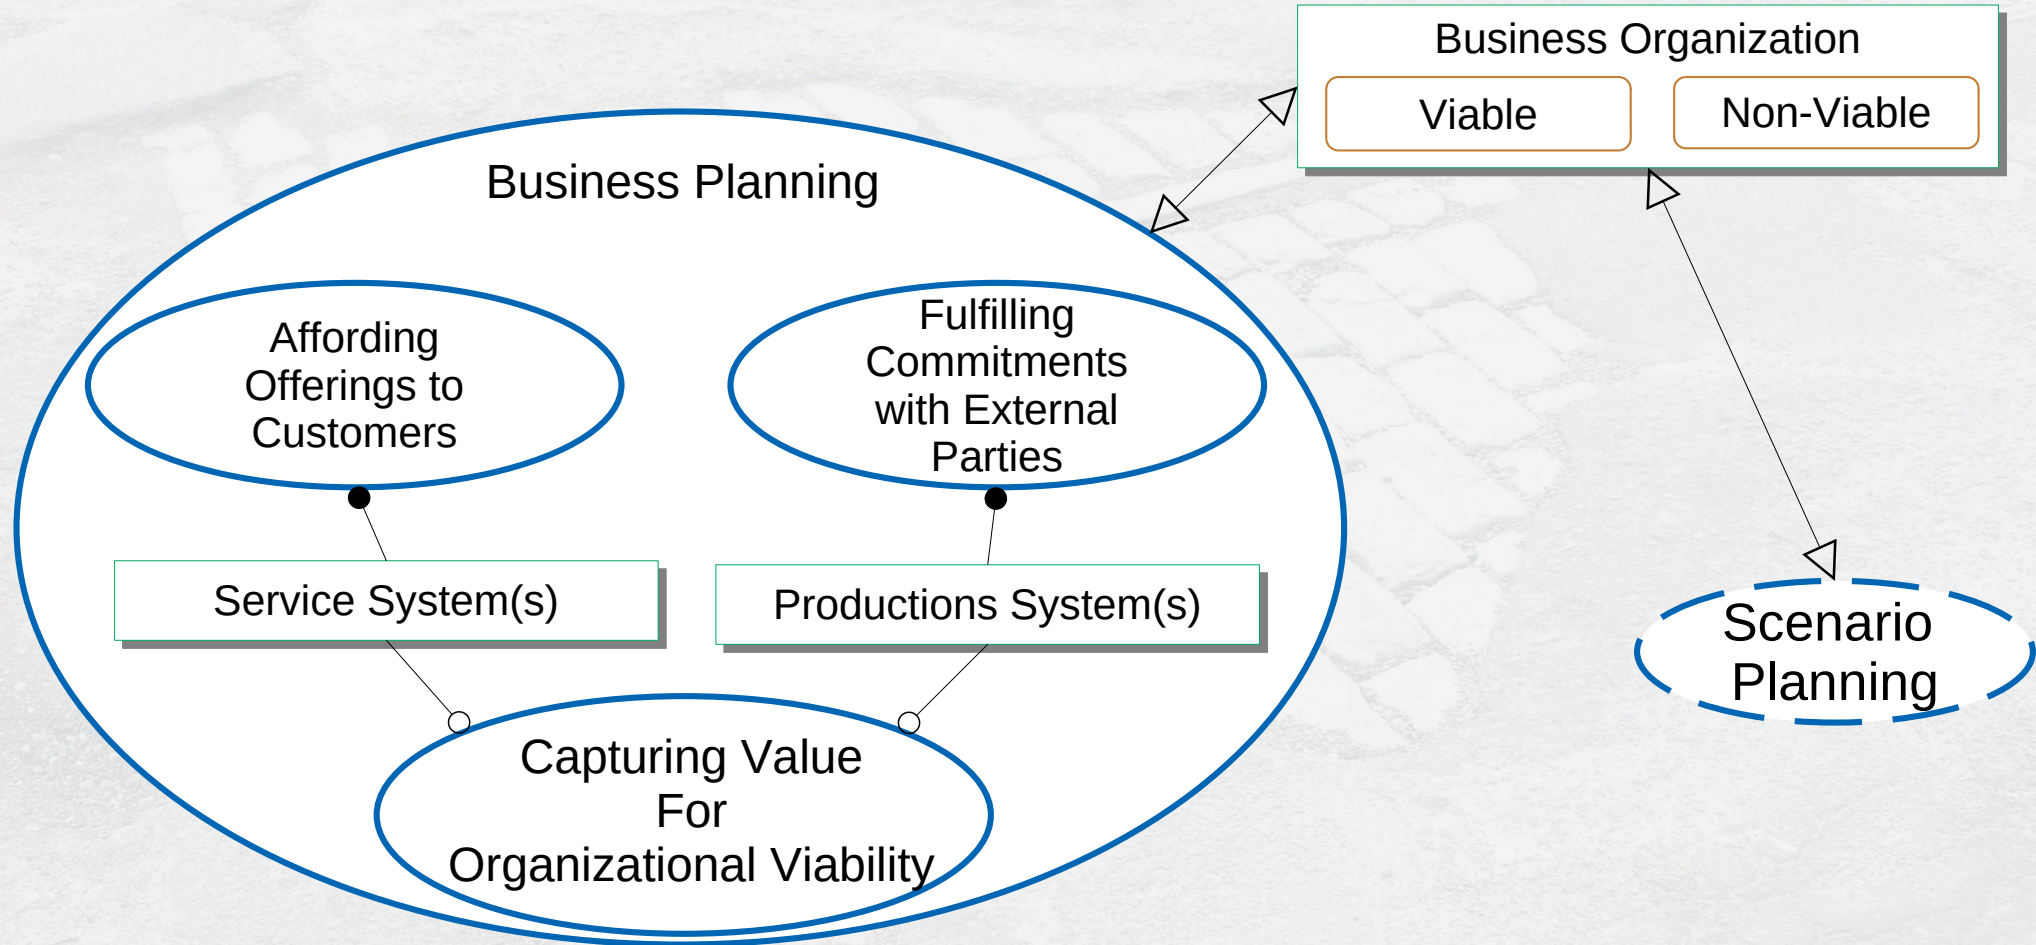 Business Organization
Viable
Non-Viable
Business Planning
Affording
Offerings to
Customers
Fulfilling
Commitments
with External
Parties
Service System(s)
Productions System(s)
Scenario
Planning
Capturing Value
For
Organizational Viability